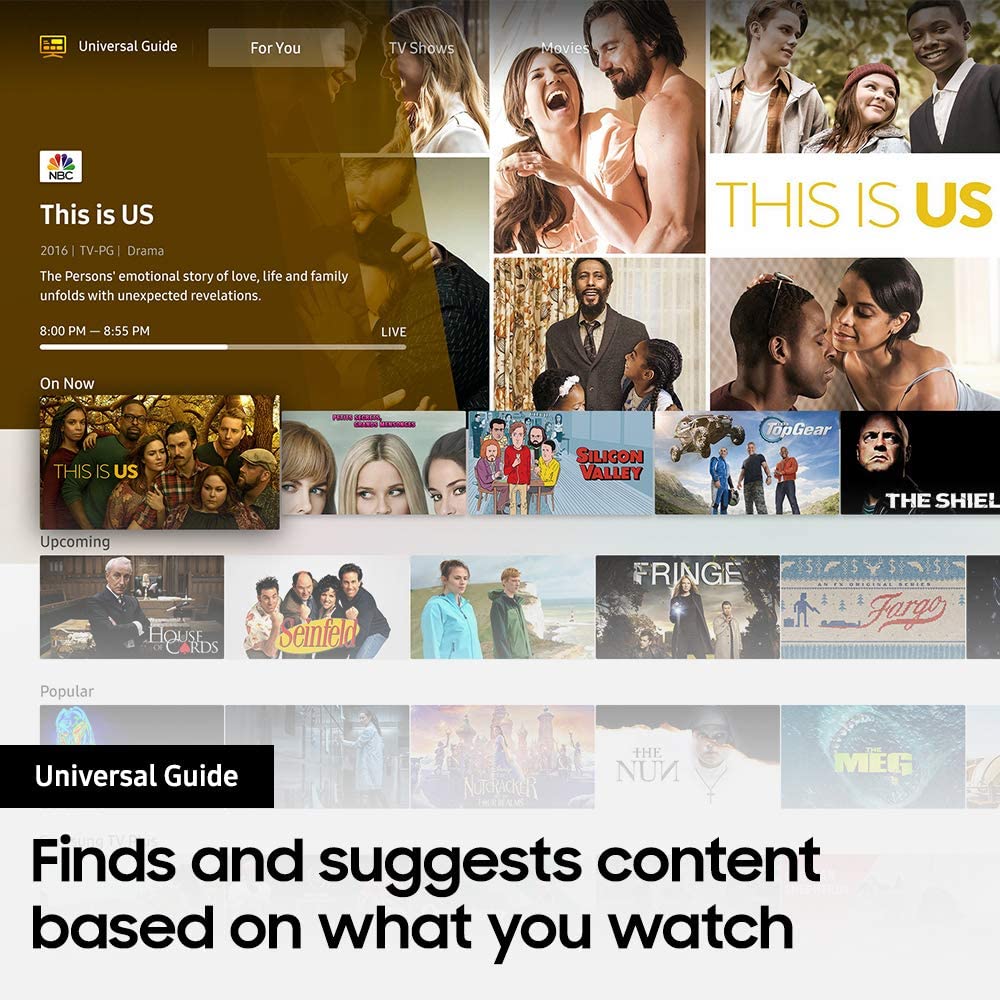 Universal Guide
For You
TV Shows
Movies
NBC
This is US
2016 | TV-PG | Drama
The Persons' emotional story of love, life and family
unfolds with unexpected revelations.
8:00 PM — 8:55 PM
LIVE
THIS IS US
On Now
THIS IS US
PETITS SECRETS,
GRANDS MENSONGES
SILICON
VALLEY
TopGear
THE SHIEL
Upcoming
HOUSE
OF CARDS
Seinfeld
FRINGE
AN FX ORIGINAL SERIES
Fargo
Popular
THE
NUTCRACKER
AND THE
FOUR REALMS
THE
NUN
THE
MEG
Universal Guide
Samsung TV Plus
Finds and suggests content
based on what you watch